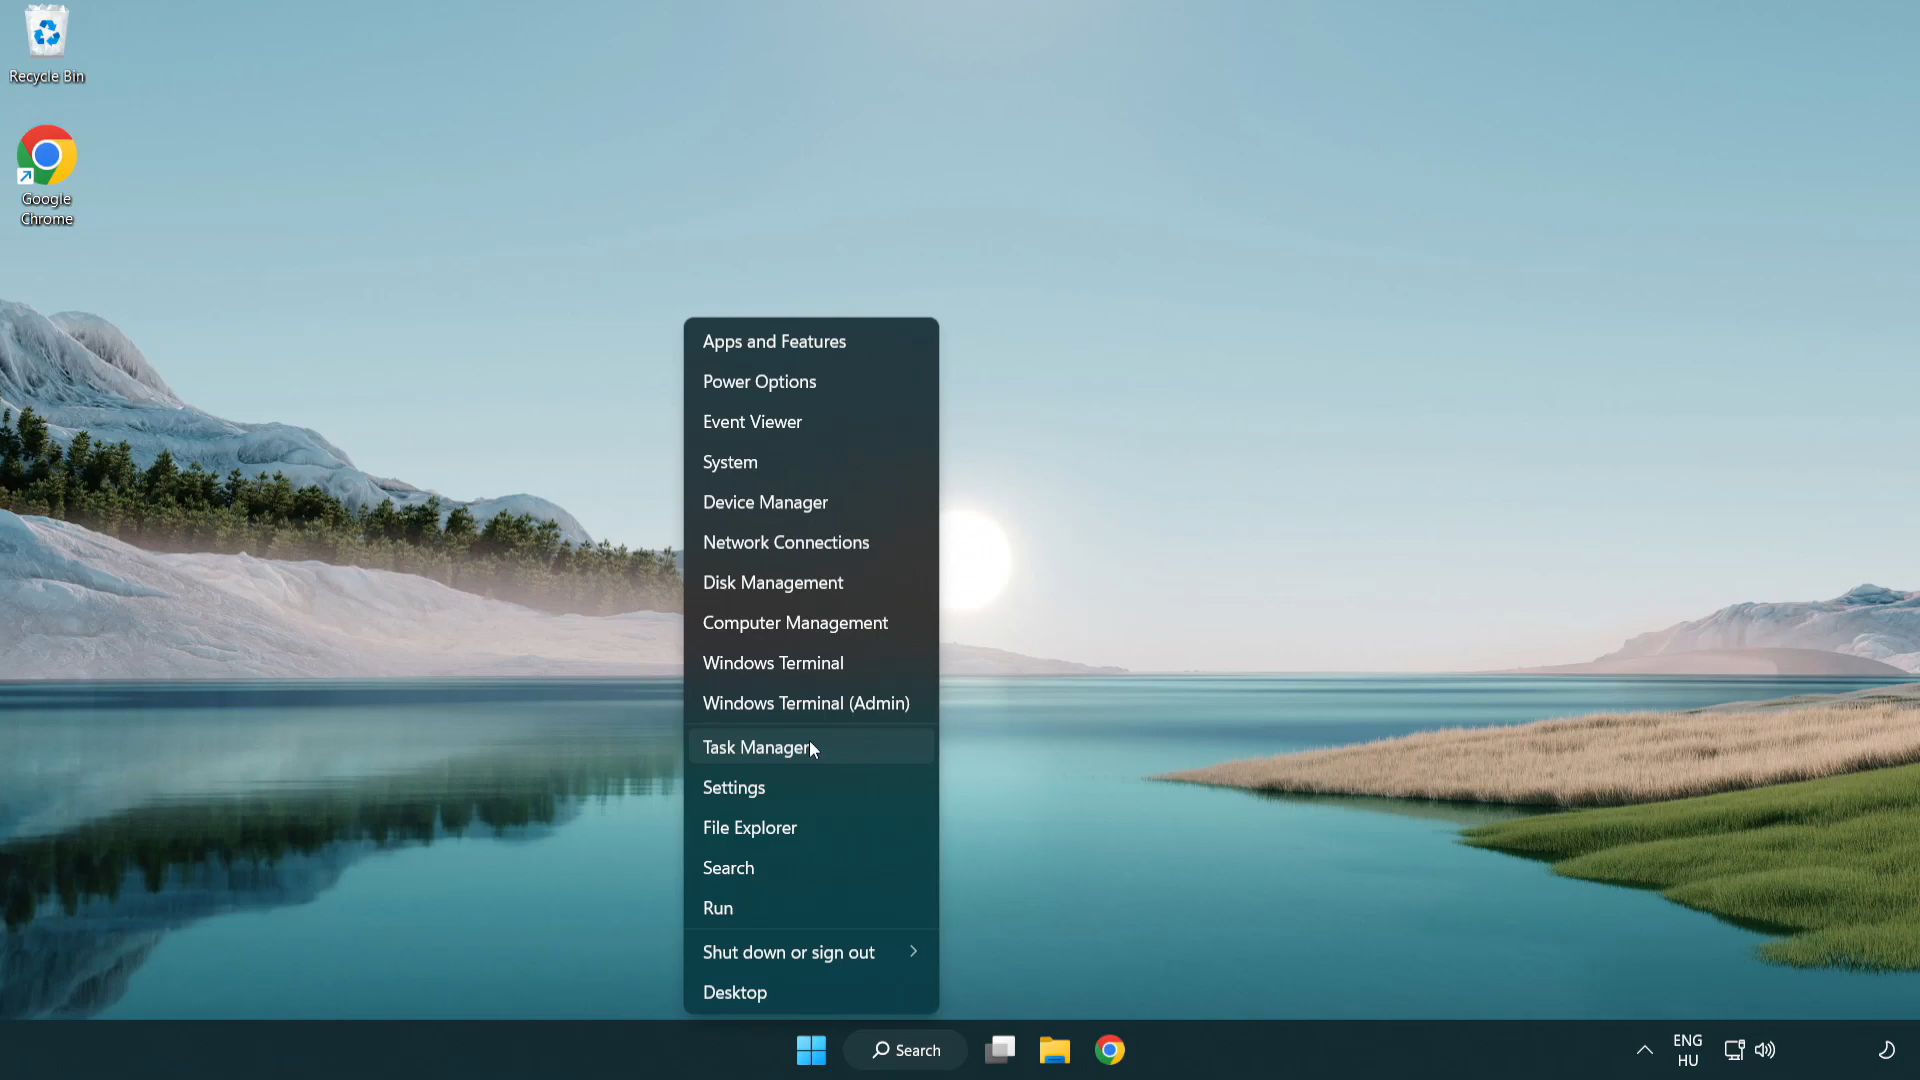 Recycle Bin
Google
Chrome
Apps and Features
Power Options
Event Viewer
System
Device Manager
Network Connections
Disk Management
Computer Management
Windows Terminal
Windows Terminal (Admin)
Task Manager
Settings
File Explorer
Search
Run
Shut down or sign out
Desktop
Search
ENG
HU